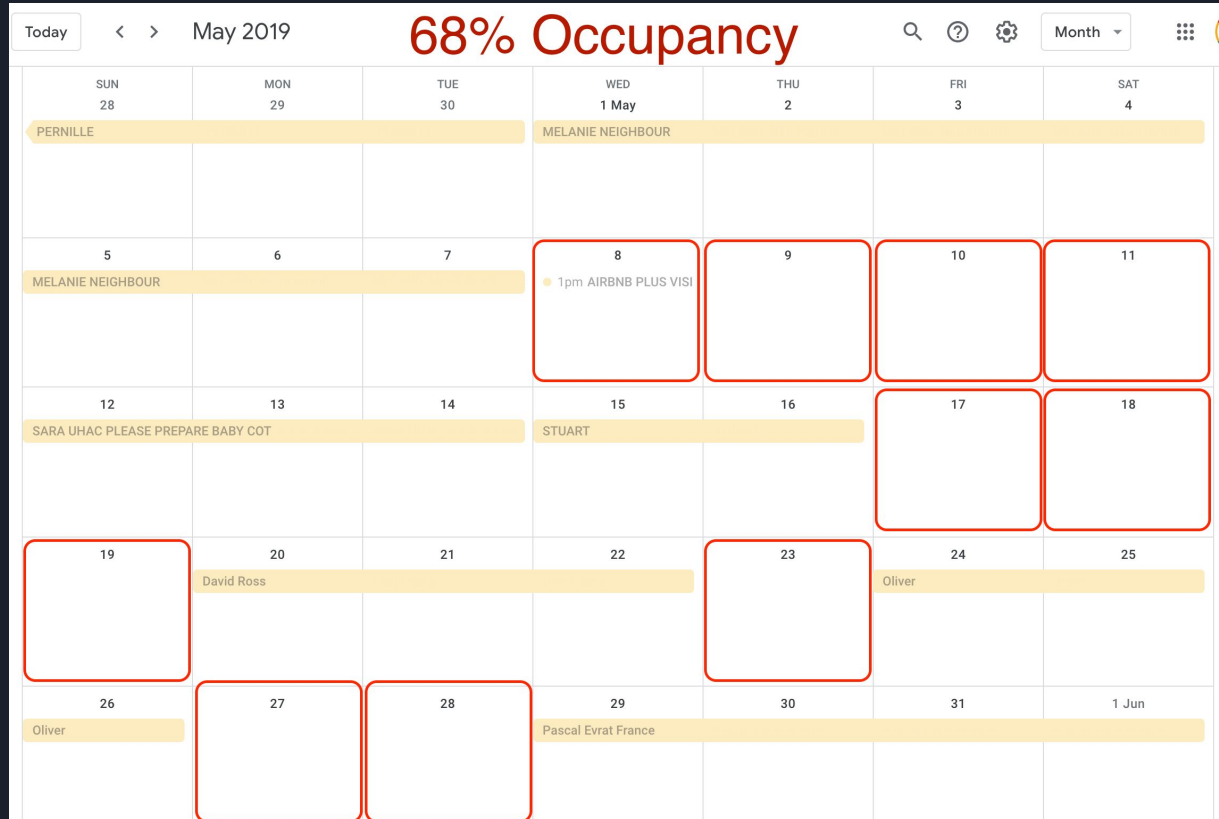 Today < > May 2019 68% Occupancy Month
SUN MON TUE WED THU FRI SAT
28 29 30 1 May 2 3 4
PERNILLE MELANIE NEIGHBOUR
5 6 7 8 9 10 11
MELANIE NEIGHBOUR 1pm AIRBNB PLUS VISI
12 13 14 15 16 17 18
SARA UHAC PLEASE PREPARE BABY COT STUART
19 20 21 22 23 24 25
David Ross Oliver
26 27 28 29 30 31 1 Jun
Oliver Pascal Evrat France